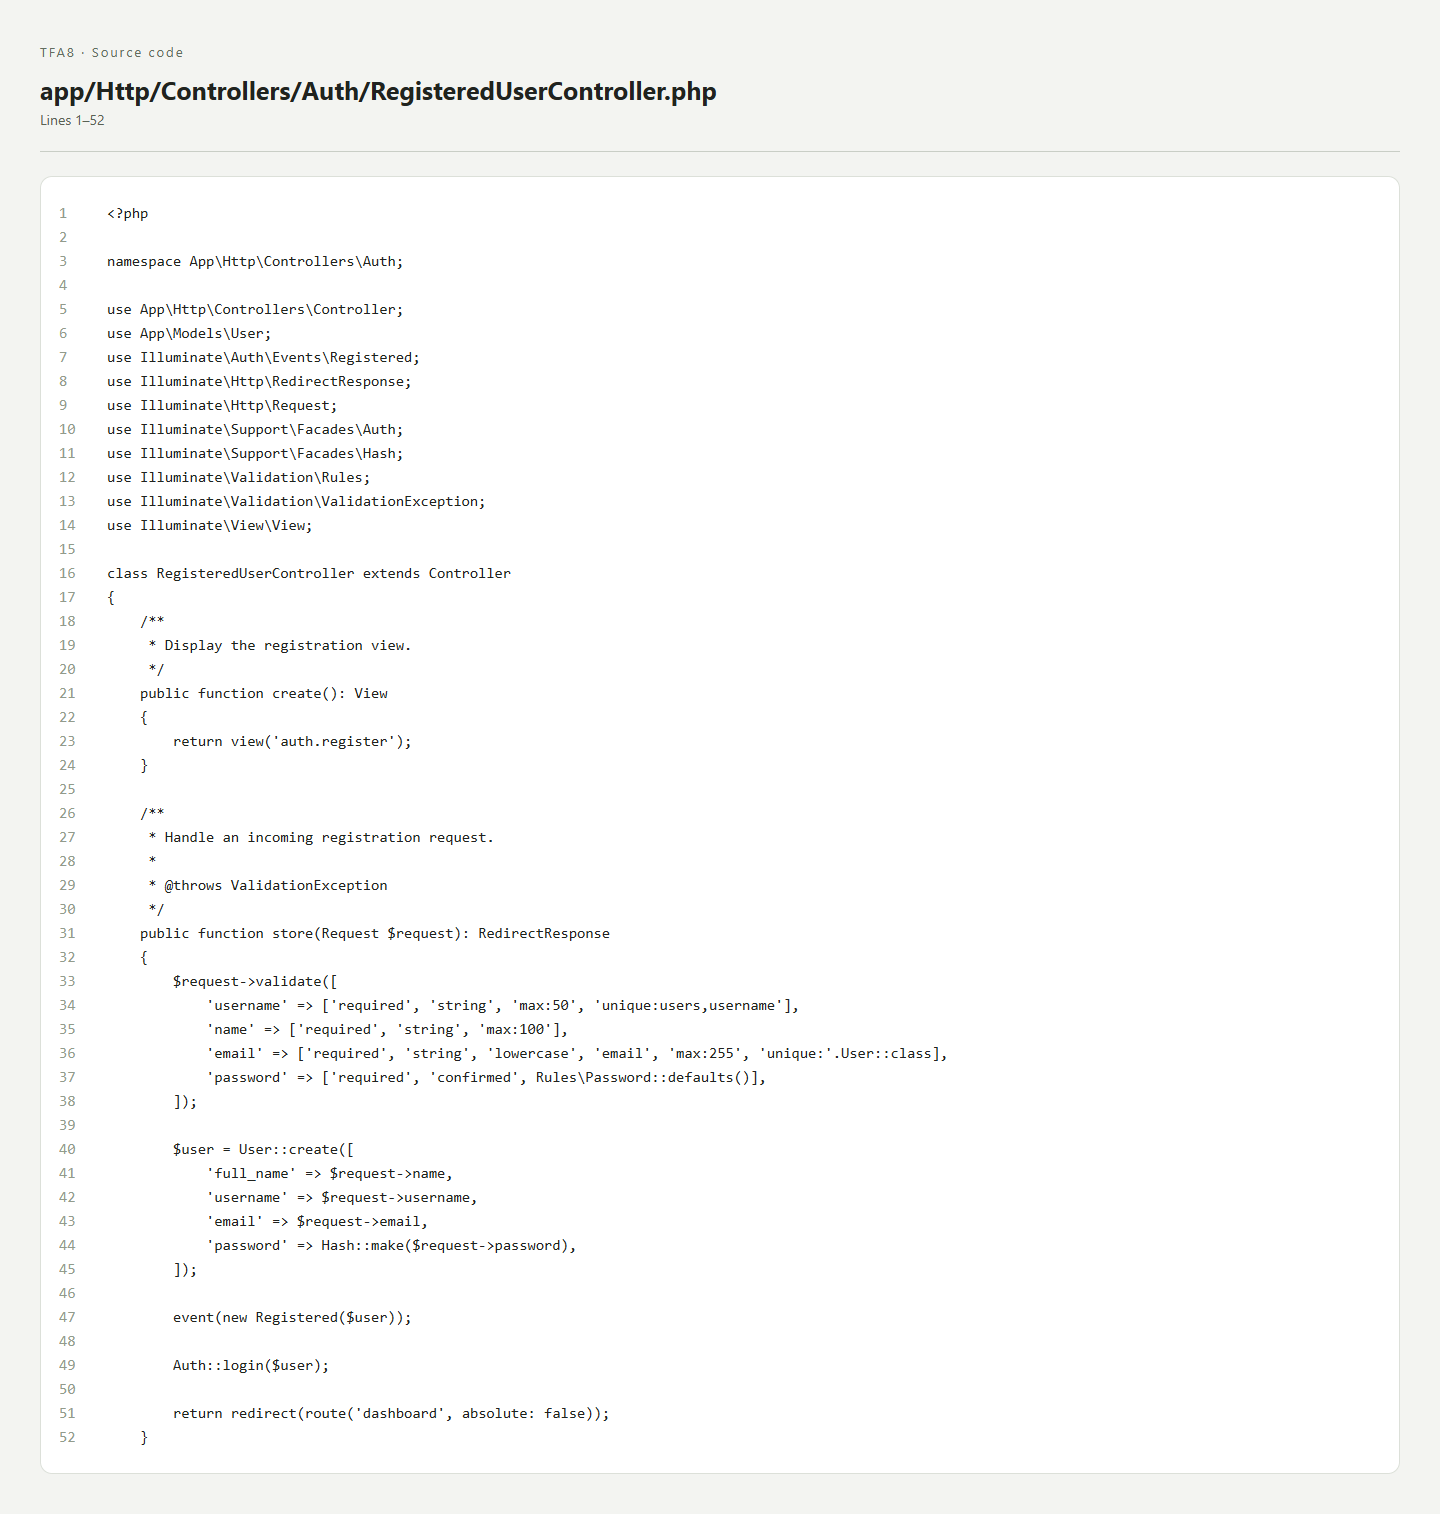 TFA8 · Source code
app/Http/Controllers/Auth/RegisteredUserController.php
Lines 1–52
1 <?php
2
3 namespace App\Http\Controllers\Auth;
4
5 use App\Http\Controllers\Controller;
6 use App\Models\User;
7 use Illuminate\Auth\Events\Registered;
8 use Illuminate\Http\RedirectResponse;
9 use Illuminate\Http\Request;
10 use Illuminate\Support\Facades\Auth;
11 use Illuminate\Support\Facades\Hash;
12 use Illuminate\Validation\Rules;
13 use Illuminate\Validation\ValidationException;
14 use Illuminate\View\View;
15
16 class RegisteredUserController extends Controller
17 {
18     /**
19      * Display the registration view.
20      */
21     public function create(): View
22     {
23         return view('auth.register');
24     }
25
26     /**
27      * Handle an incoming registration request.
28      *
29      * @throws ValidationException
30      */
31     public function store(Request $request): RedirectResponse
32     {
33         $request->validate([
34             'username' => ['required', 'string', 'max:50', 'unique:users,username'],
35             'name' => ['required', 'string', 'max:100'],
36             'email' => ['required', 'string', 'lowercase', 'email', 'max:255', 'unique:'.User::class],
37             'password' => ['required', 'confirmed', Rules\Password::defaults()],
38         ]);
39
40         $user = User::create([
41             'full_name' => $request->name,
42             'username' => $request->username,
43             'email' => $request->email,
44             'password' => Hash::make($request->password),
45         ]);
46
47         event(new Registered($user));
48
49         Auth::login($user);
50
51         return redirect(route('dashboard', absolute: false));
52     }